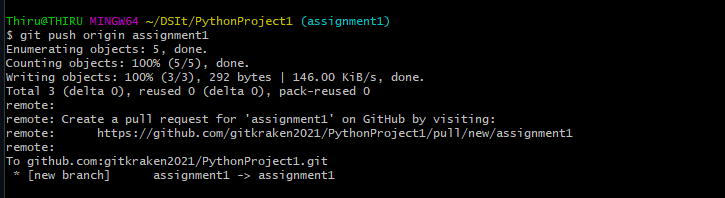 Thiru@THIRU MINGW64 ~/DSIt/PythonProject1 (assignment1)
$ git push origin assignment1
Enumerating objects: 5, done.
Counting objects: 100% (5/5), done.
Writing objects: 100% (3/3), 292 bytes | 146.00 KiB/s, done.
Total 3 (delta 0), reused 0 (delta 0), pack-reused 0
remote:
remote: Create a pull request for 'assignment1' on GitHub by visiting:
remote:      https://github.com/gitkraken2021/PythonProject1/pull/new/assignment1
remote:
To github.com:gitkraken2021/PythonProject1.git
 * [new branch]      assignment1 -> assignment1